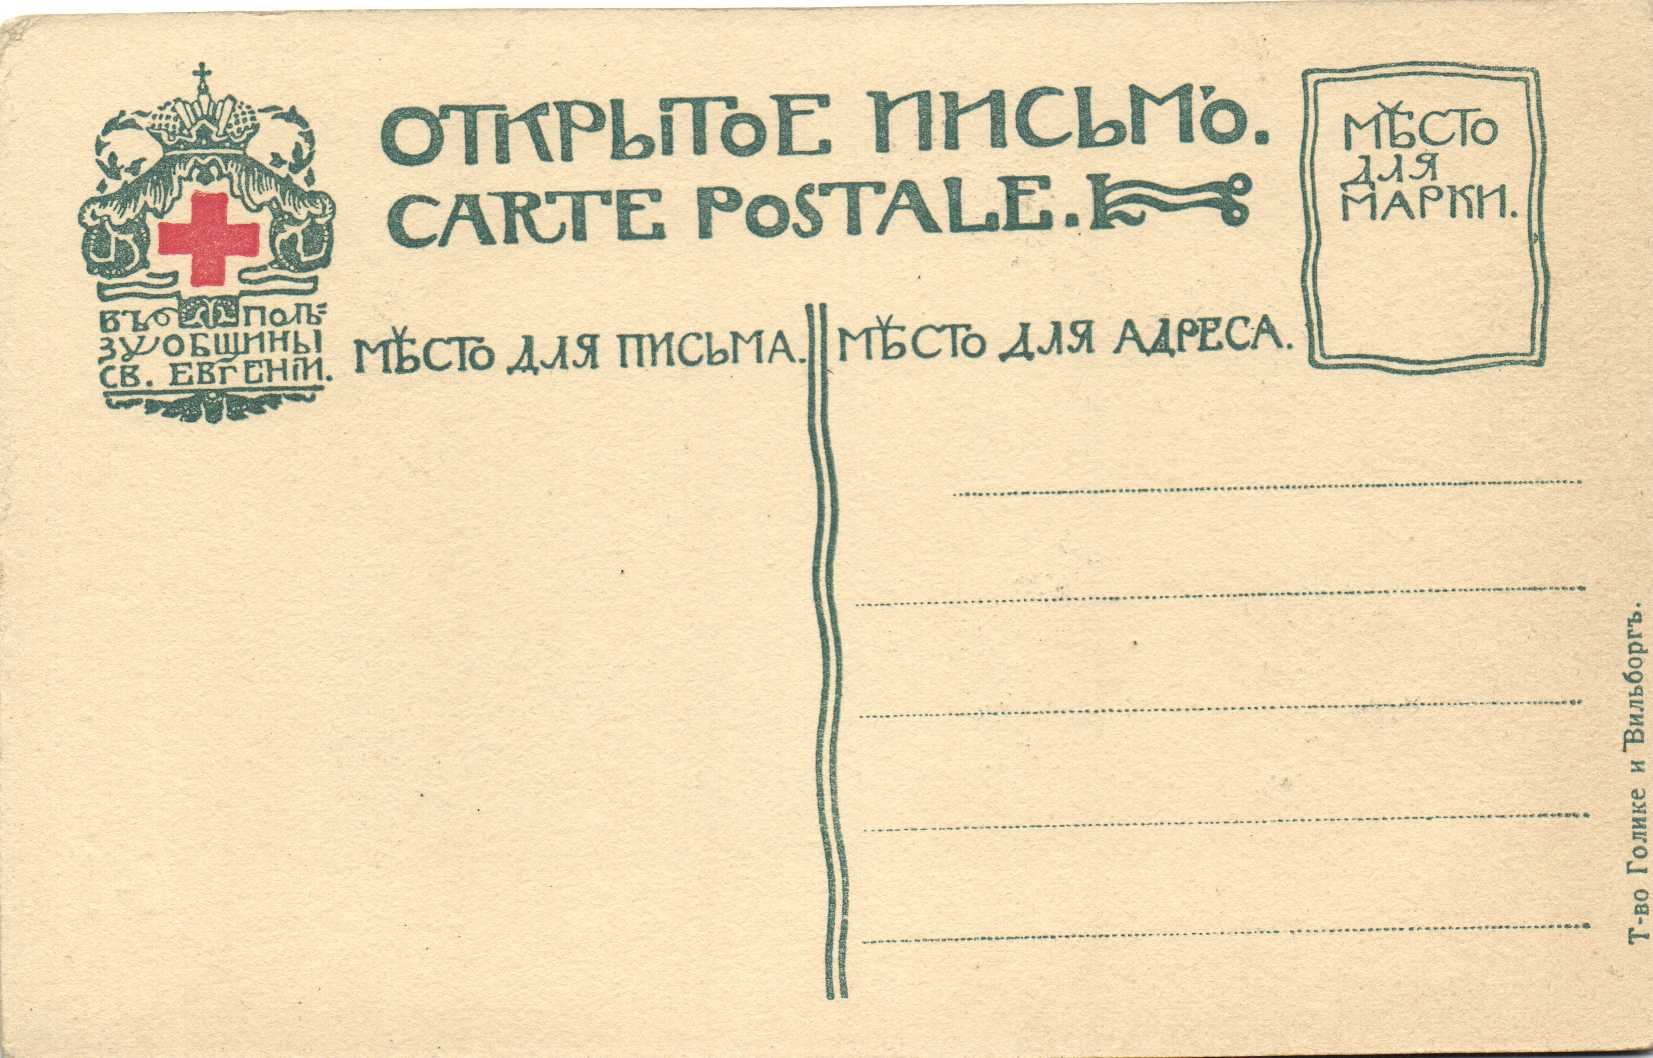 ОТКРЫТОЕ ПИСЬМО.
CARTE POSTALE.
МѢСТО
ДЛЯ
МАРКИ.
ВЪ ПОЛЬ-
ЗУ ОБЩИНЫ
СВ. ЕВГЕНІИ.
МѢСТО ДЛЯ ПИСЬМА.
МѢСТО ДЛЯ АДРЕСА.
Т-во Голике и Вильборгъ.